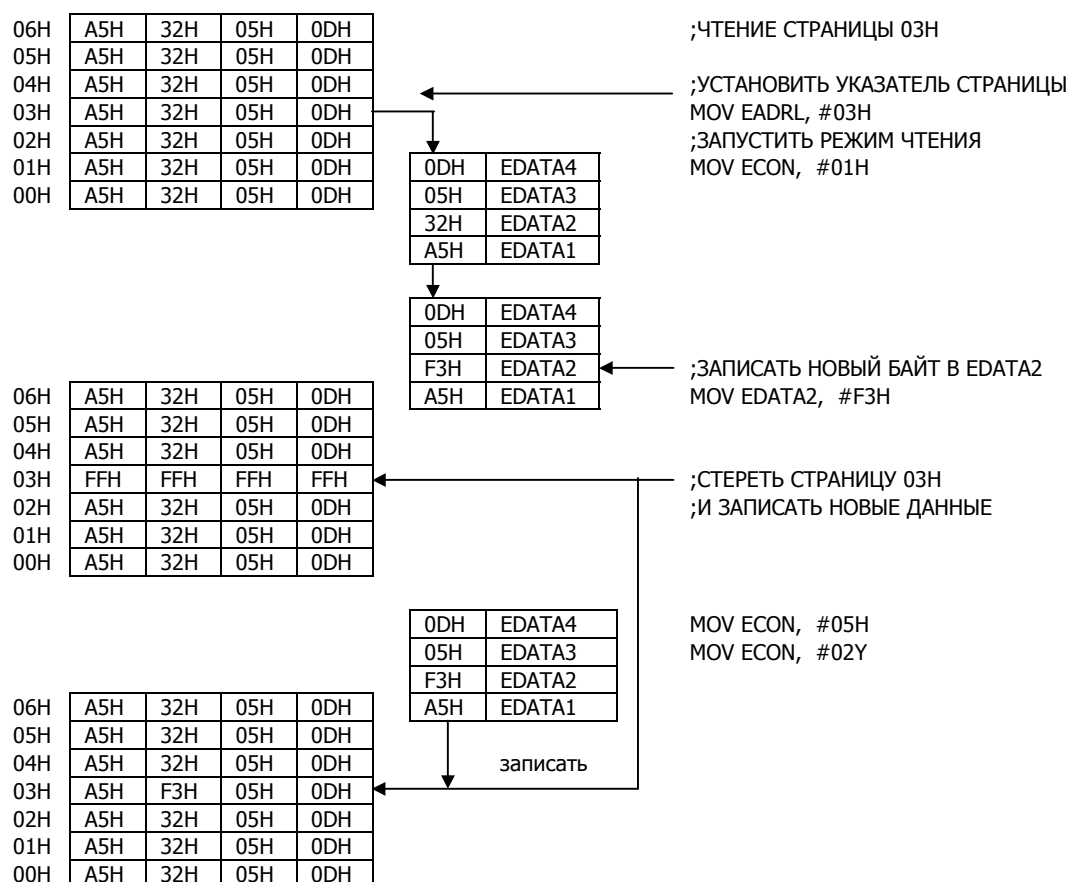 06H A5H 32H 05H 0DH ;ЧТЕНИЕ СТРАНИЦЫ 03H
05H A5H 32H 05H 0DH
04H A5H 32H 05H 0DH ;УСТАНОВИТЬ УКАЗАТЕЛЬ СТРАНИЦЫ
03H A5H 32H 05H 0DH MOV EADRL, #03H
02H A5H 32H 05H 0DH ;ЗАПУСТИТЬ РЕЖИМ ЧТЕНИЯ
01H A5H 32H 05H 0DH 0DH EDATA4 MOV ECON, #01H
00H A5H 32H 05H 0DH 05H EDATA3
32H EDATA2
A5H EDATA1
0DH EDATA4
05H EDATA3
F3H EDATA2 ;ЗАПИСАТЬ НОВЫЙ БАЙТ В EDATA2
06H A5H 32H 05H 0DH A5H EDATA1 MOV EDATA2, #F3H
05H A5H 32H 05H 0DH
04H A5H 32H 05H 0DH
03H FFH FFH FFH FFH ;СТЕРЕТЬ СТРАНИЦУ 03H
02H A5H 32H 05H 0DH ;И ЗАПИСАТЬ НОВЫЕ ДАННЫЕ
01H A5H 32H 05H 0DH
00H A5H 32H 05H 0DH
0DH EDATA4 MOV ECON, #05H
05H EDATA3 MOV ECON, #02Y
F3H EDATA2
06H A5H 32H 05H 0DH A5H EDATA1
05H A5H 32H 05H 0DH
04H A5H 32H 05H 0DH записать
03H A5H F3H 05H 0DH
02H A5H 32H 05H 0DH
01H A5H 32H 05H 0DH
00H A5H 32H 05H 0DH